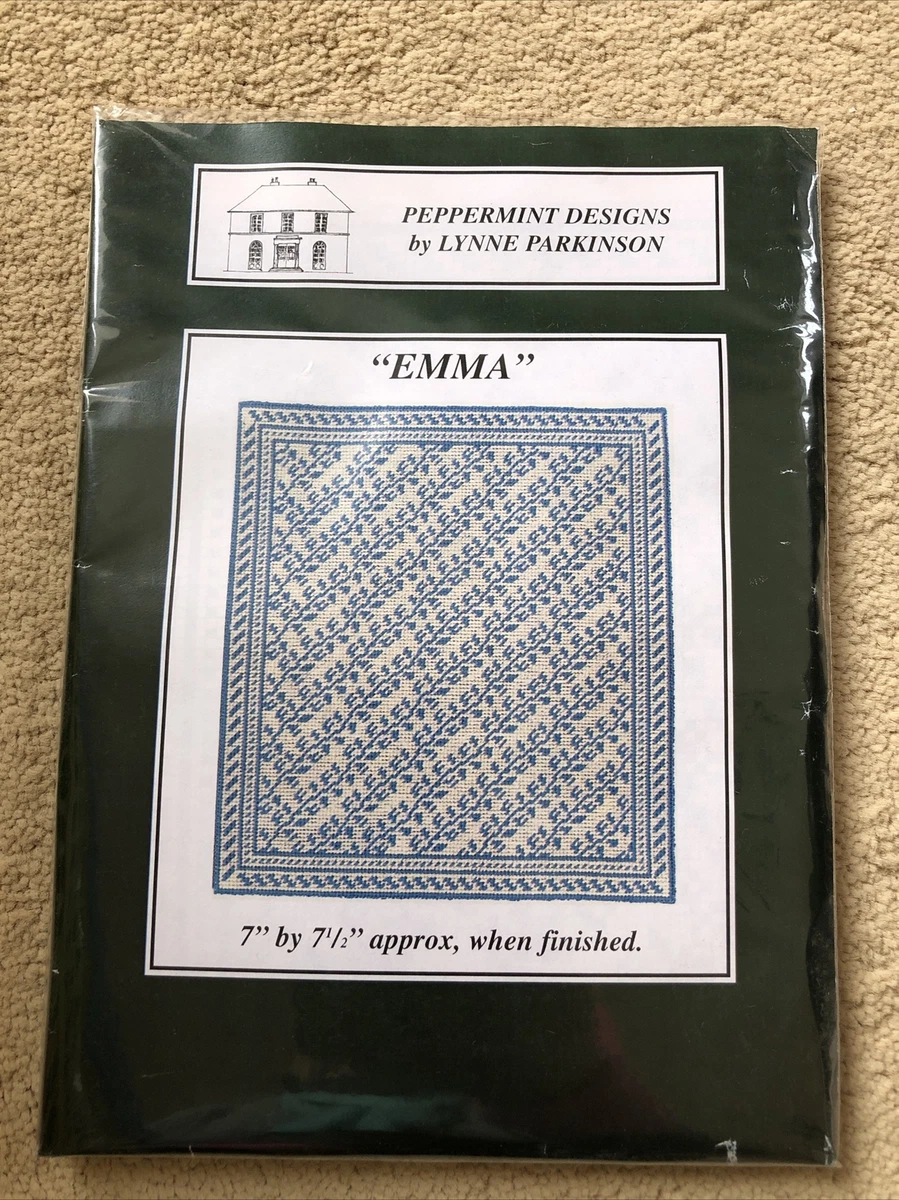 PEPPERMINT DESIGNS
by LYNNE PARKINSON
“EMMA”
7” by 7½” approx, when finished.